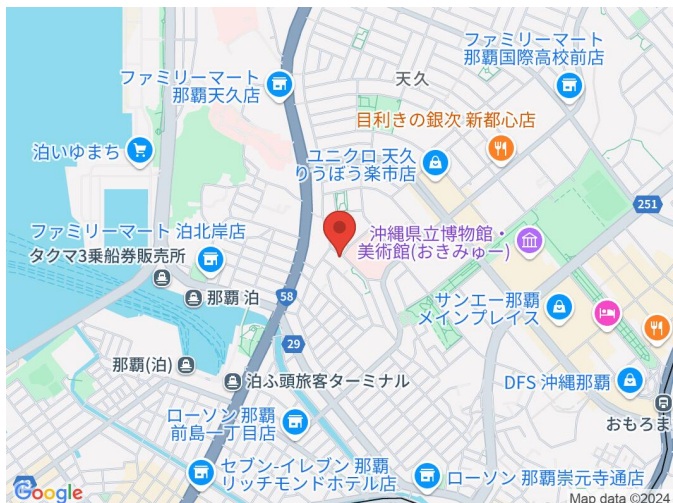 ファミリーマート
那覇国際高校前店
ファミリーマート
那覇天久店
天久
目利きの銀次 新都心店
泊いゆまち
ユニクロ 天久
りうぼう楽市店
251
ファミリーマート 泊北岸店
沖縄県立博物館・
美術館(おきみゅー)
タクマ3乗船券販売所
那覇 泊
58
サンエー那覇
メインプレイス
29
那覇(泊)
泊ふ頭旅客ターミナル
DFS 沖縄那覇
おもろま
ローソン 那覇
前島一丁目店
セブン-イレブン 那覇
リッチモンドホテル店
ローソン 那覇崇元寺通店
Google
Map data ©2024